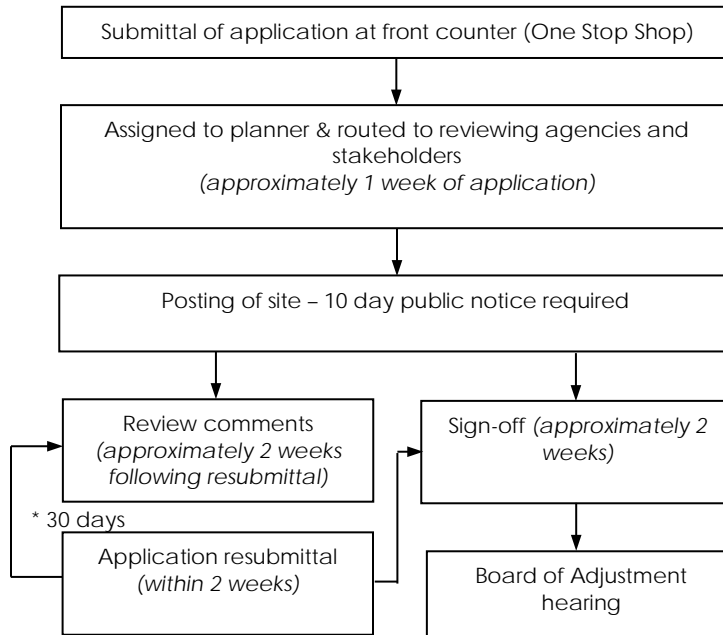 Submittal of application at front counter (One Stop Shop)
Assigned to planner & routed to reviewing agencies and
stakeholders
(approximately 1 week of application)
Posting of site – 10 day public notice required
Review comments
(approximately 2 weeks
following resubmittal)
Sign-off (approximately 2
weeks)
* 30 days
Application resubmittal
(within 2 weeks)
Board of Adjustment
hearing